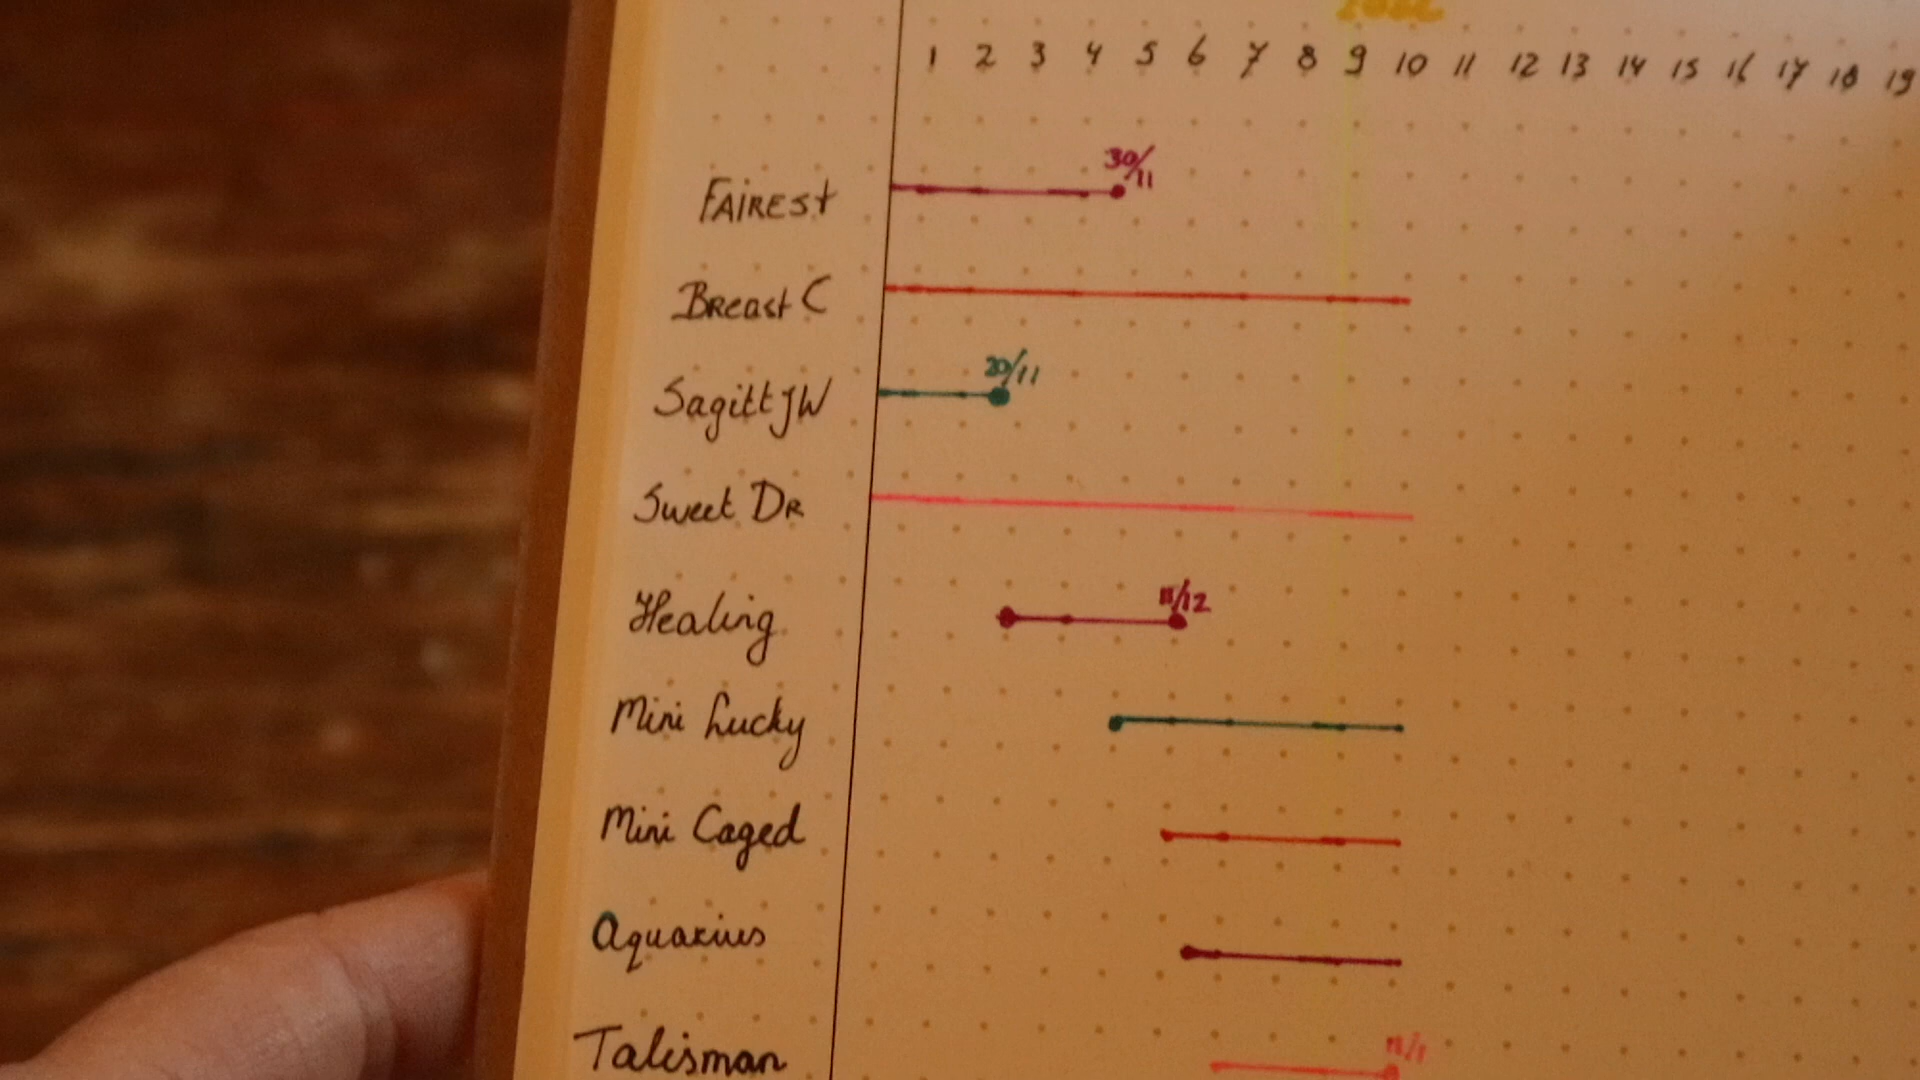 1 2 3 4 5 6 7 8 9 10 11 12 13 14 15 16 17 18 19
30/11
FAIRESt
BReast C
20/11
Sagitt JW
Sweet DR
Healing
/12
Mini Lucky
Mini Caged
Aquarius
Talisman